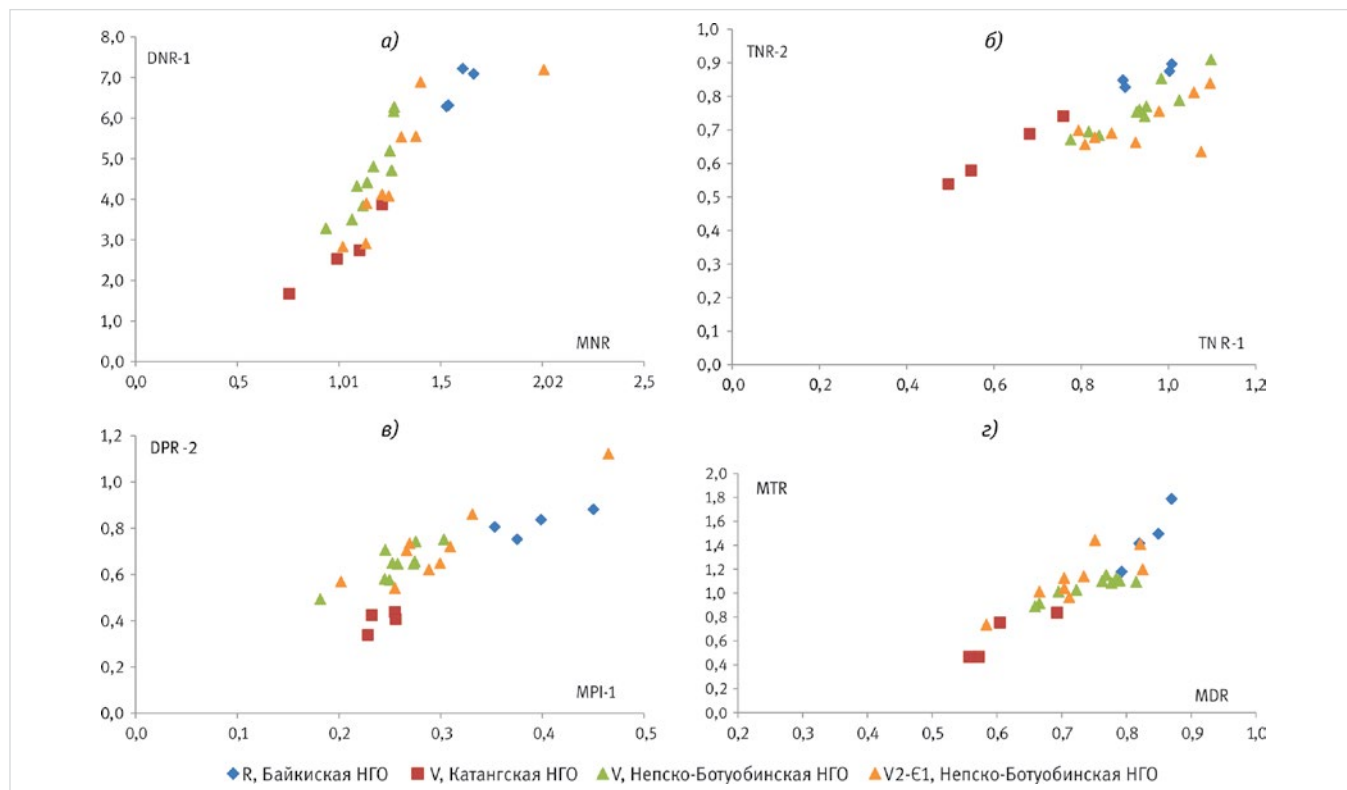 а)
DNR-1
8,0
7,0
6,0
5,0
4,0
3,0
2,0
1,0
0,0
0,0 0,5 1,01 1,5 2,02 2,5
MNR
б)
TNR-2
1,0
0,9
0,8
0,7
0,6
0,5
0,4
0,3
0,2
0,1
0,0
0,0 0,2 0,4 0,6 0,8 1,0 1,2
TN R-1
в)
DPR -2
1,2
1,0
0,8
0,6
0,4
0,2
0,0
0,0 0,1 0,2 0,3 0,4 0,5
MPI-1
г)
MTR
2,0
1,8
1,6
1,4
1,2
1,0
0,8
0,6
0,4
0,2
0,0
0,2 0,3 0,4 0,5 0,6 0,7 0,8 0,9 1,0
MDR
R, Байкиская НГО V, Катангская НГО V, Непско-Ботуобинская НГО V2-Є1, Непско-Ботуобинская НГО